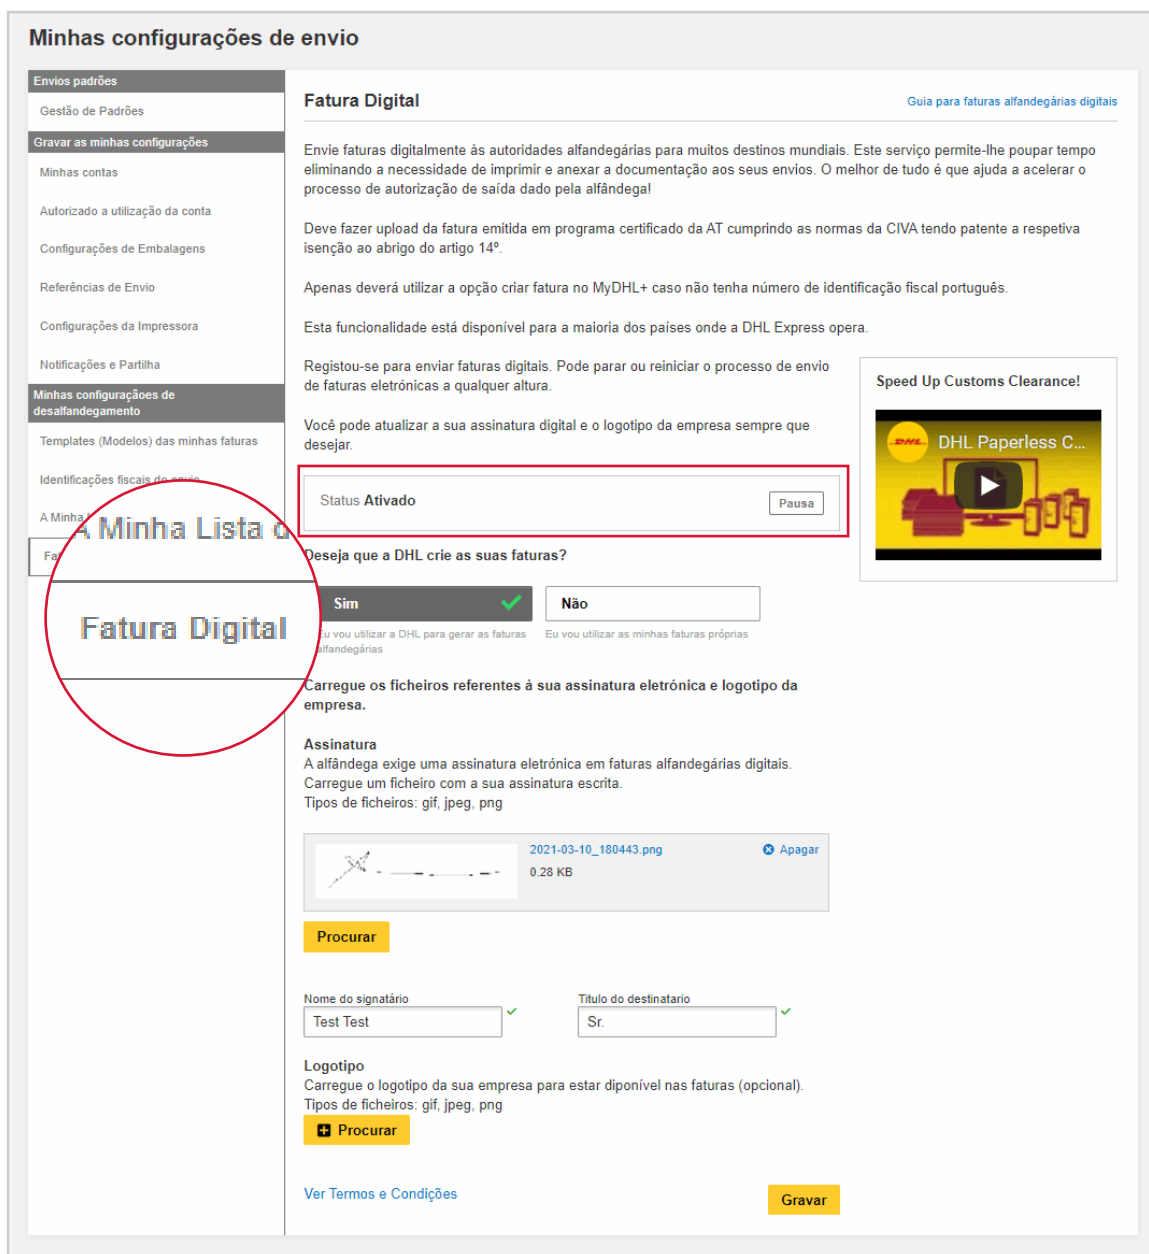 Minhas configurações de envio
Envios padrões
Gestão de Padrões
Gravar as minhas configurações
Minhas contas
Autorizado a utilização da conta
Configurações de Embalagens
Referências de Envio
Configurações da Impressora
Notificações e Partilha
Minhas configuraçãoes de
desalfandegamento
Templates (Modelos) das minhas faturas
Identificações fiscais do envio
A Minha
A Minha Lista
Fatura Digital
Fatura Digital
Guia para faturas alfandegárias digitais
Envie faturas digitalmente às autoridades alfandegárias para muitos destinos mundiais. Este serviço permite-lhe poupar tempo
eliminando a necessidade de imprimir e anexar a documentação aos seus envios. O melhor de tudo é que ajuda a acelerar o
processo de autorização de saída dado pela alfândega!
Deve fazer upload da fatura emitida em programa certificado da AT cumprindo as normas da CIVA tendo patente a respetiva
isenção ao abrigo do artigo 14º.
Apenas deverá utilizar a opção criar fatura no MyDHL+ caso não tenha número de identificação fiscal português.
Esta funcionalidade está disponível para a maioria dos países onde a DHL Express opera.
Registou-se para enviar faturas digitais. Pode parar ou reiniciar o processo de envio
de faturas eletrónicas a qualquer altura.
Você pode atualizar a sua assinatura digital e o logotipo da empresa sempre que
desejar.
Status Ativado
Pausa
Speed Up Customs Clearance!
DHL
DHL Paperless C...
Deseja que a DHL crie as suas faturas?
Sim
Não
Eu vou utilizar a DHL para gerar as faturas
alfandegárias
Eu vou utilizar as minhas faturas próprias
Carregue os ficheiros referentes à sua assinatura eletrónica e logotipo da
empresa.
Assinatura
A alfândega exige uma assinatura eletrónica em faturas alfandegárias digitais.
Carregue um ficheiro com a sua assinatura escrita.
Tipos de ficheiros: gif, jpeg, png
2021-03-10_180443.png
Apagar
0.28 KB
Procurar
Nome do signatário
Titulo do destinatario
Test Test
Sr.
Logotipo
Carregue o logotipo da sua empresa para estar diponível nas faturas (opcional).
Tipos de ficheiros: gif, jpeg, png
Procurar
Ver Termos e Condições
Gravar